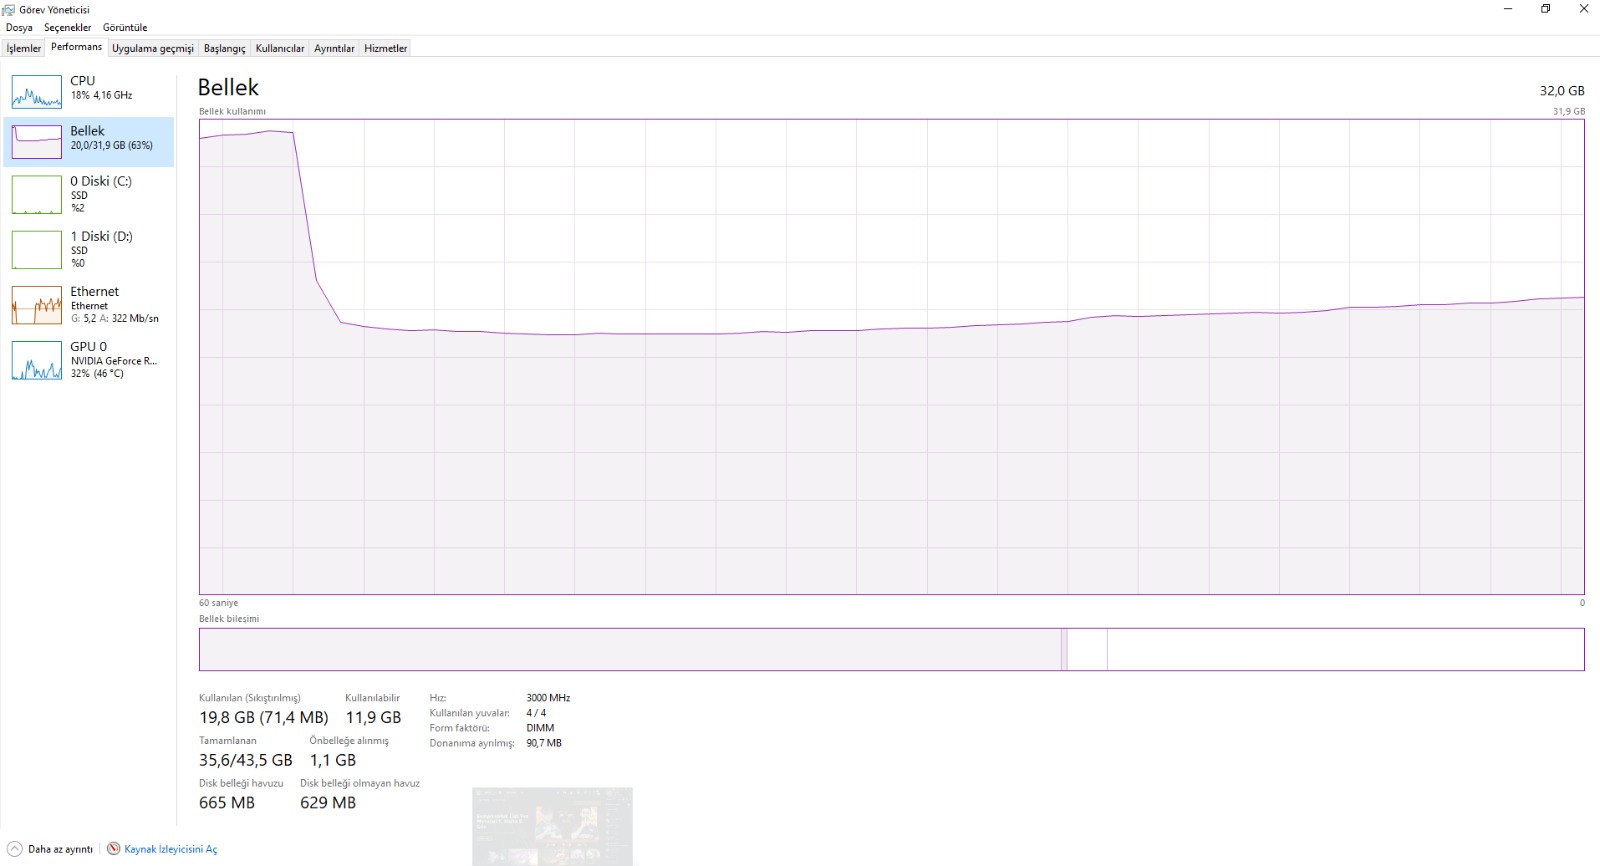 Görev Yöneticisi
Dosya Seçenekler Görüntüle
İşlemler Performans Uygulama geçmişi Başlangıç Kullanıcılar Ayrıntılar Hizmetler
CPU
18% 4,16 GHz
Bellek
20,0/31,9 GB (63%)
0 Diski (C:)
SSD
%2
1 Diski (D:)
SSD
%0
Ethernet
Ethernet
G: 5,2 A: 322 Mb/sn
GPU 0
NVIDIA GeForce R...
32% (46 °C)
Bellek
32,0 GB
Bellek kullanımı
31,9 GB
60 saniye
0
Bellek bileşimi
Kullanılan (Sıkıştırılmış)
19,8 GB (71,4 MB)
Kullanılabilir
11,9 GB
Tamamlanan
35,6/43,5 GB
Önbelleğe alınmış
1,1 GB
Disk belleği havuzu
665 MB
Disk belleği olmayan havuz
629 MB
Hız: 3000 MHz
Kullanılan yuvalar: 4 / 4
Form faktörü: DIMM
Donanıma ayrılmış: 90,7 MB
Daha az ayrıntı
Kaynak İzleyicisini Aç